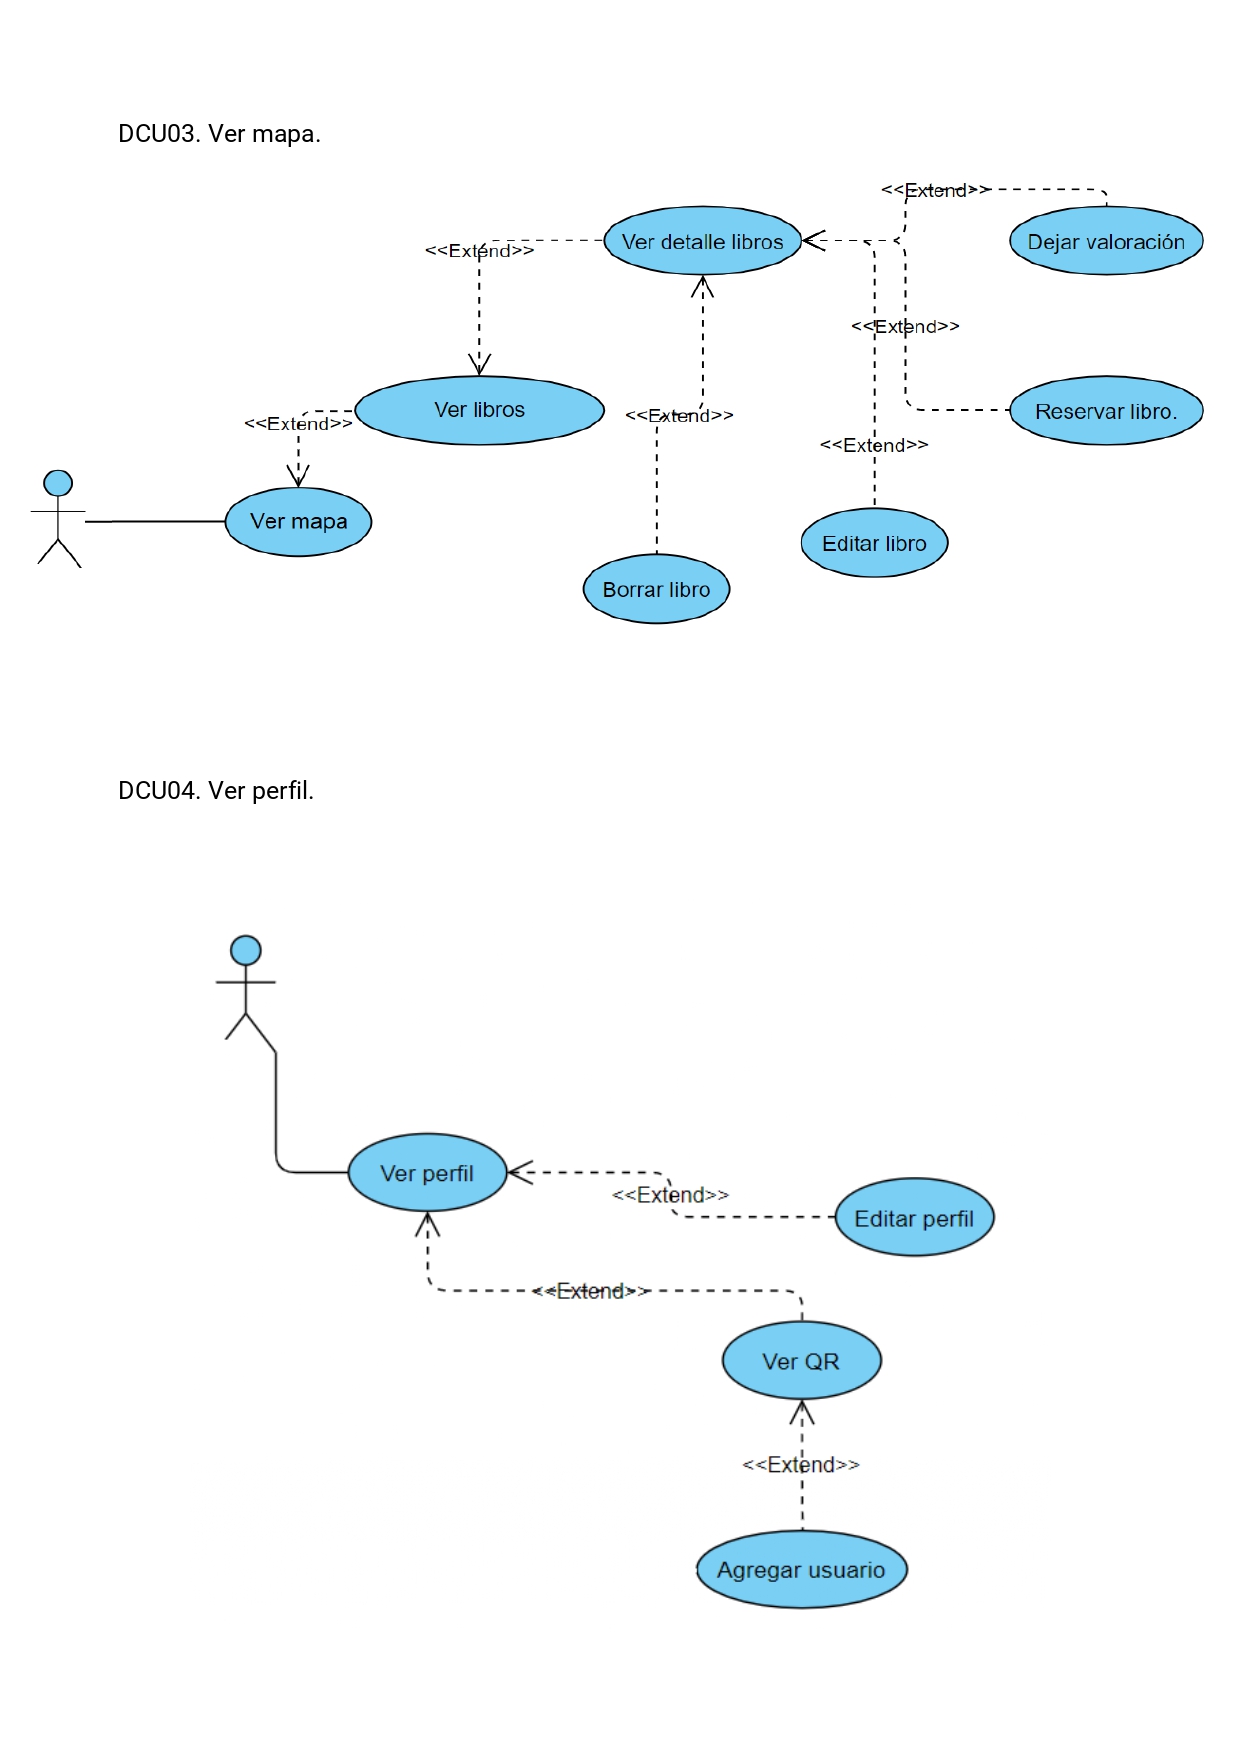 DCU03. Ver mapa.
<<Extend>>
Ver detalle libros
Dejar valoración
<<Extend>>
<<Extend>>
Ver libros
Reservar libro.
<<Extend>>
<<Extend>>
<<Extend>>
Ver mapa
Editar libro
Borrar libro
DCU04. Ver perfil.
Ver perfil
<<Extend>>
Editar perfil
<<Extend>>
Ver QR
<<Extend>>
Agregar usuario